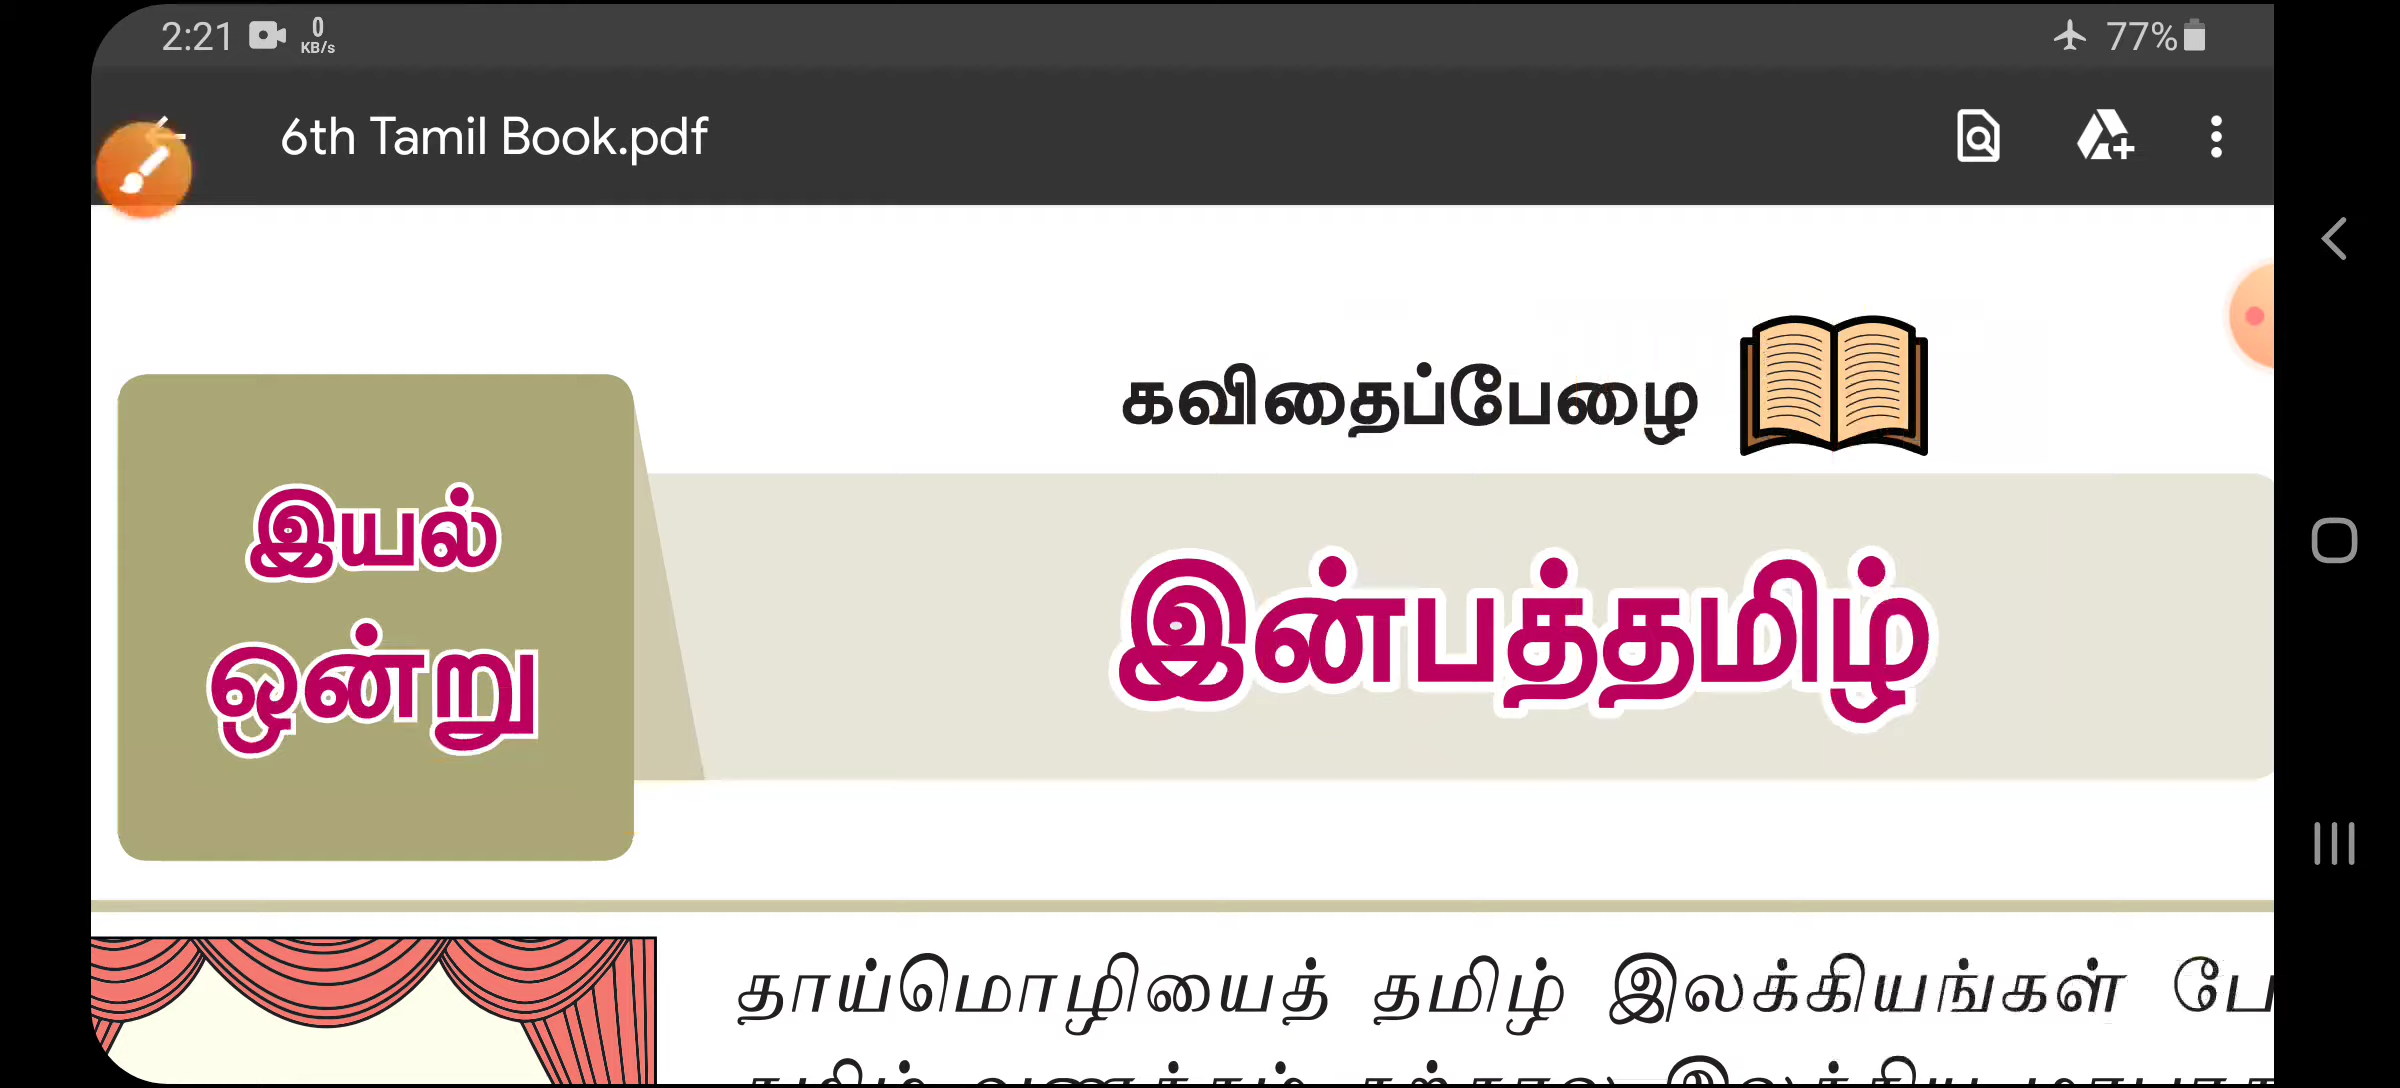 2:21 0 KB/s 77%
6th Tamil Book.pdf
கவிதைப்பேழை
இயல்
ஒன்று
இன்பத்தமிழ்
தாய்மொழியைத் தமிழ் இலக்கியங்கள்